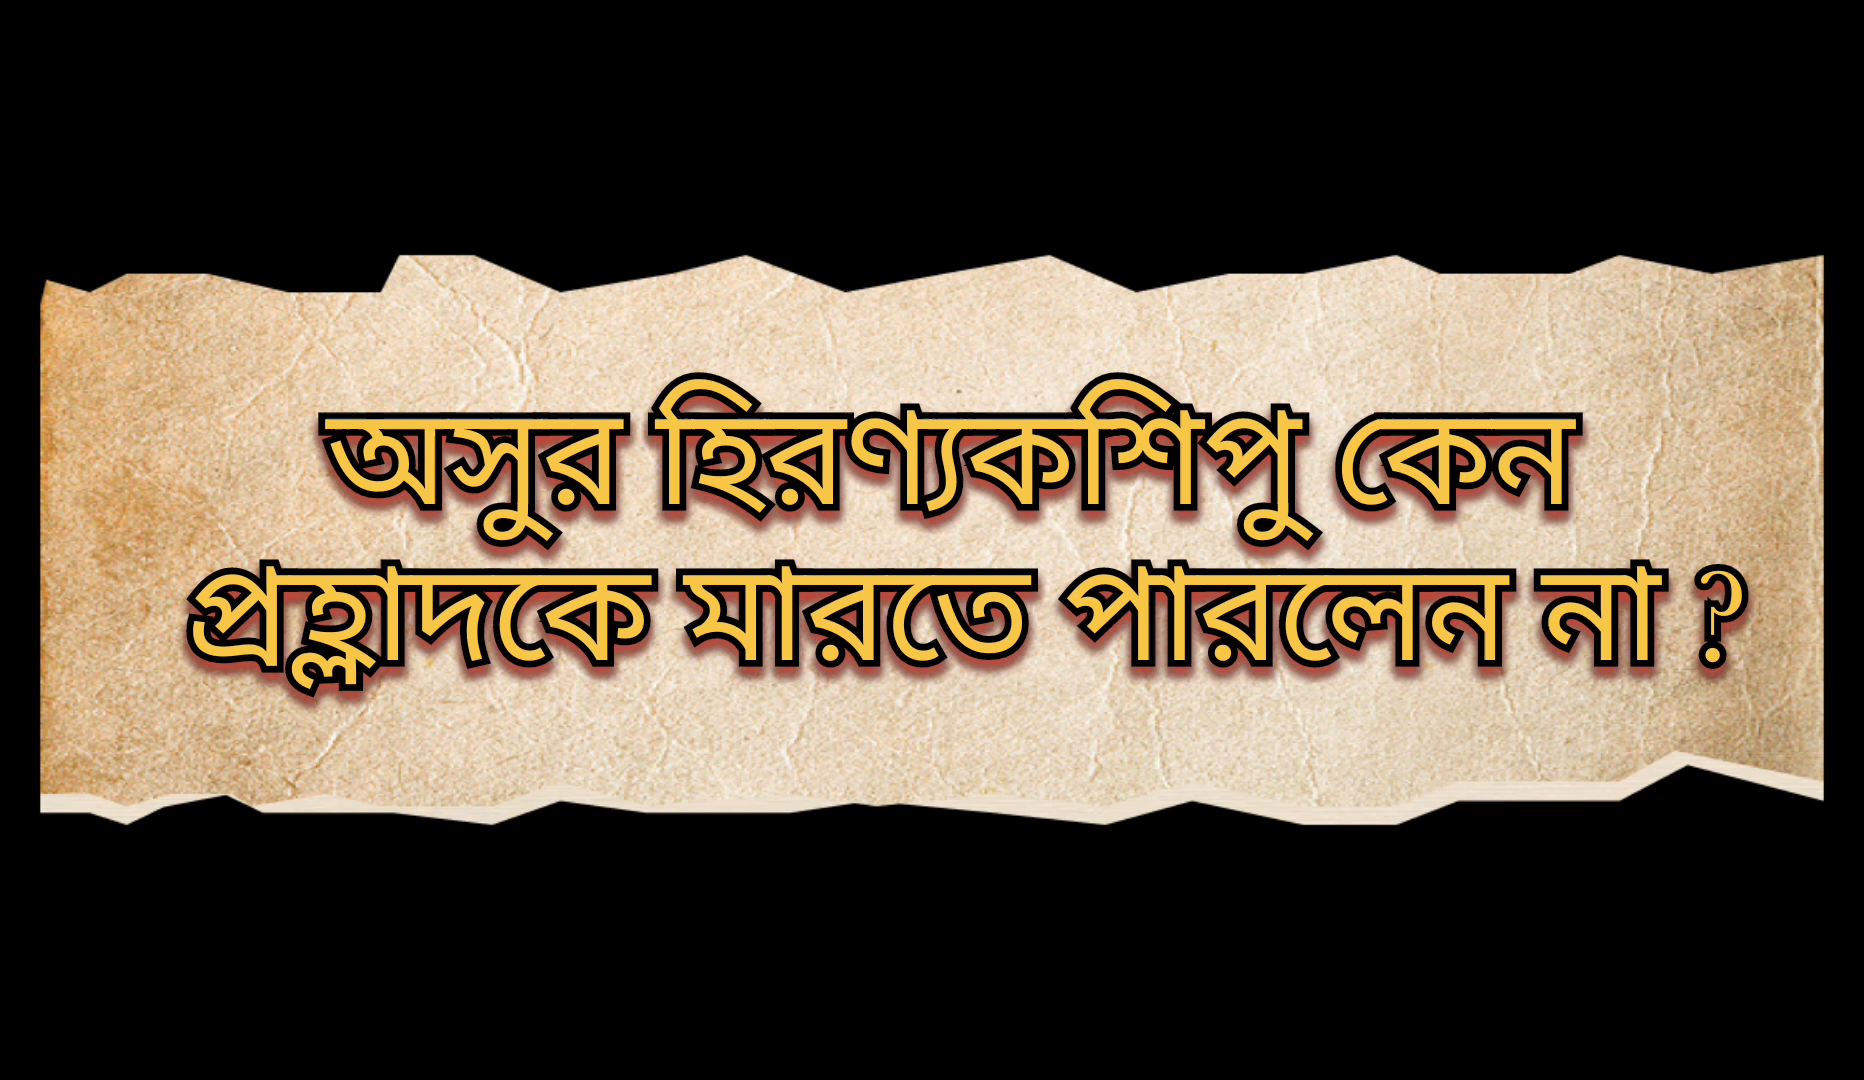 অসুর হিরণ্যকশিপু কেন
প্রহ্লাদকে মারতে পারলেন না ?